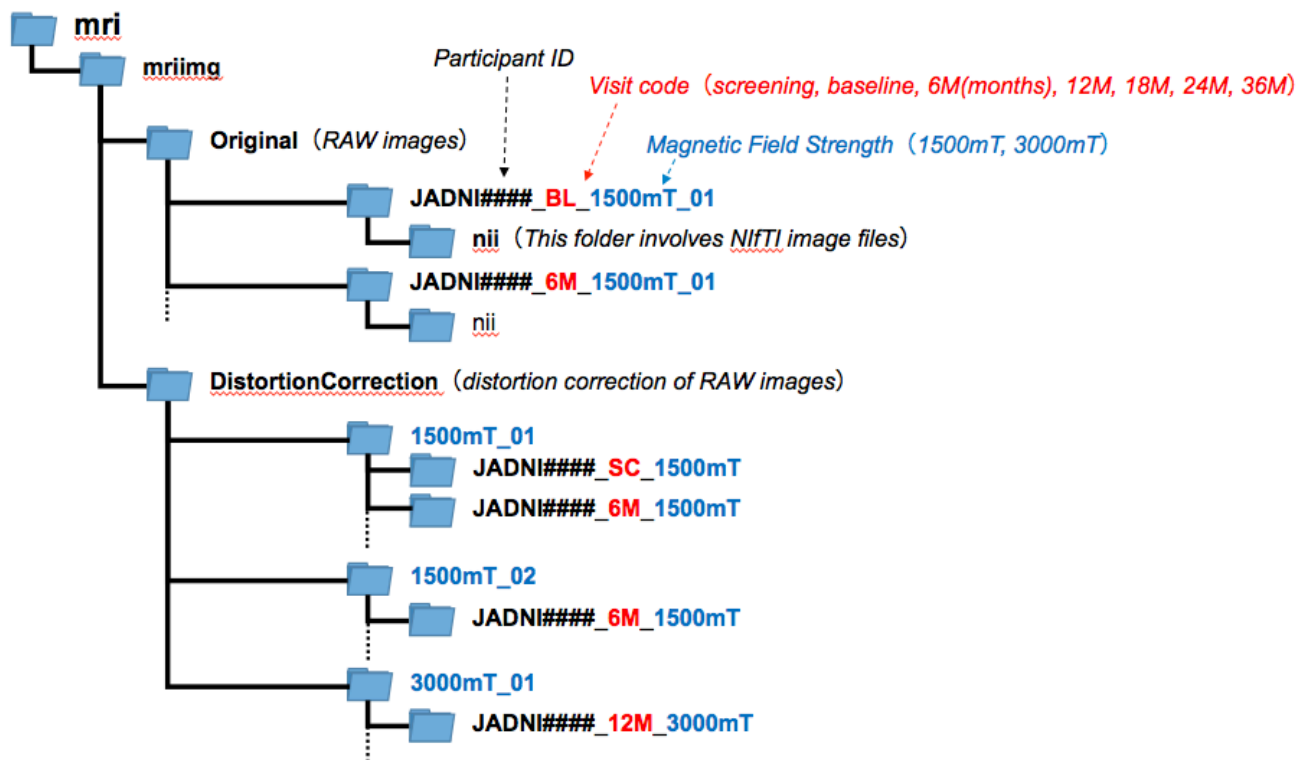 mri
mriimg
Participant ID
Visit code（screening, baseline, 6M(months), 12M, 18M, 24M, 36M）
Original（RAW images）
Magnetic Field Strength（1500mT, 3000mT）
JADNI####_BL_1500mT_01
nii（This folder involves NIfTI image files）
JADNI####_6M_1500mT_01
nii
DistortionCorrection（distortion correction of RAW images）
1500mT_01
JADNI####_SC_1500mT
JADNI####_6M_1500mT
1500mT_02
JADNI####_6M_1500mT
3000mT_01
JADNI####_12M_3000mT